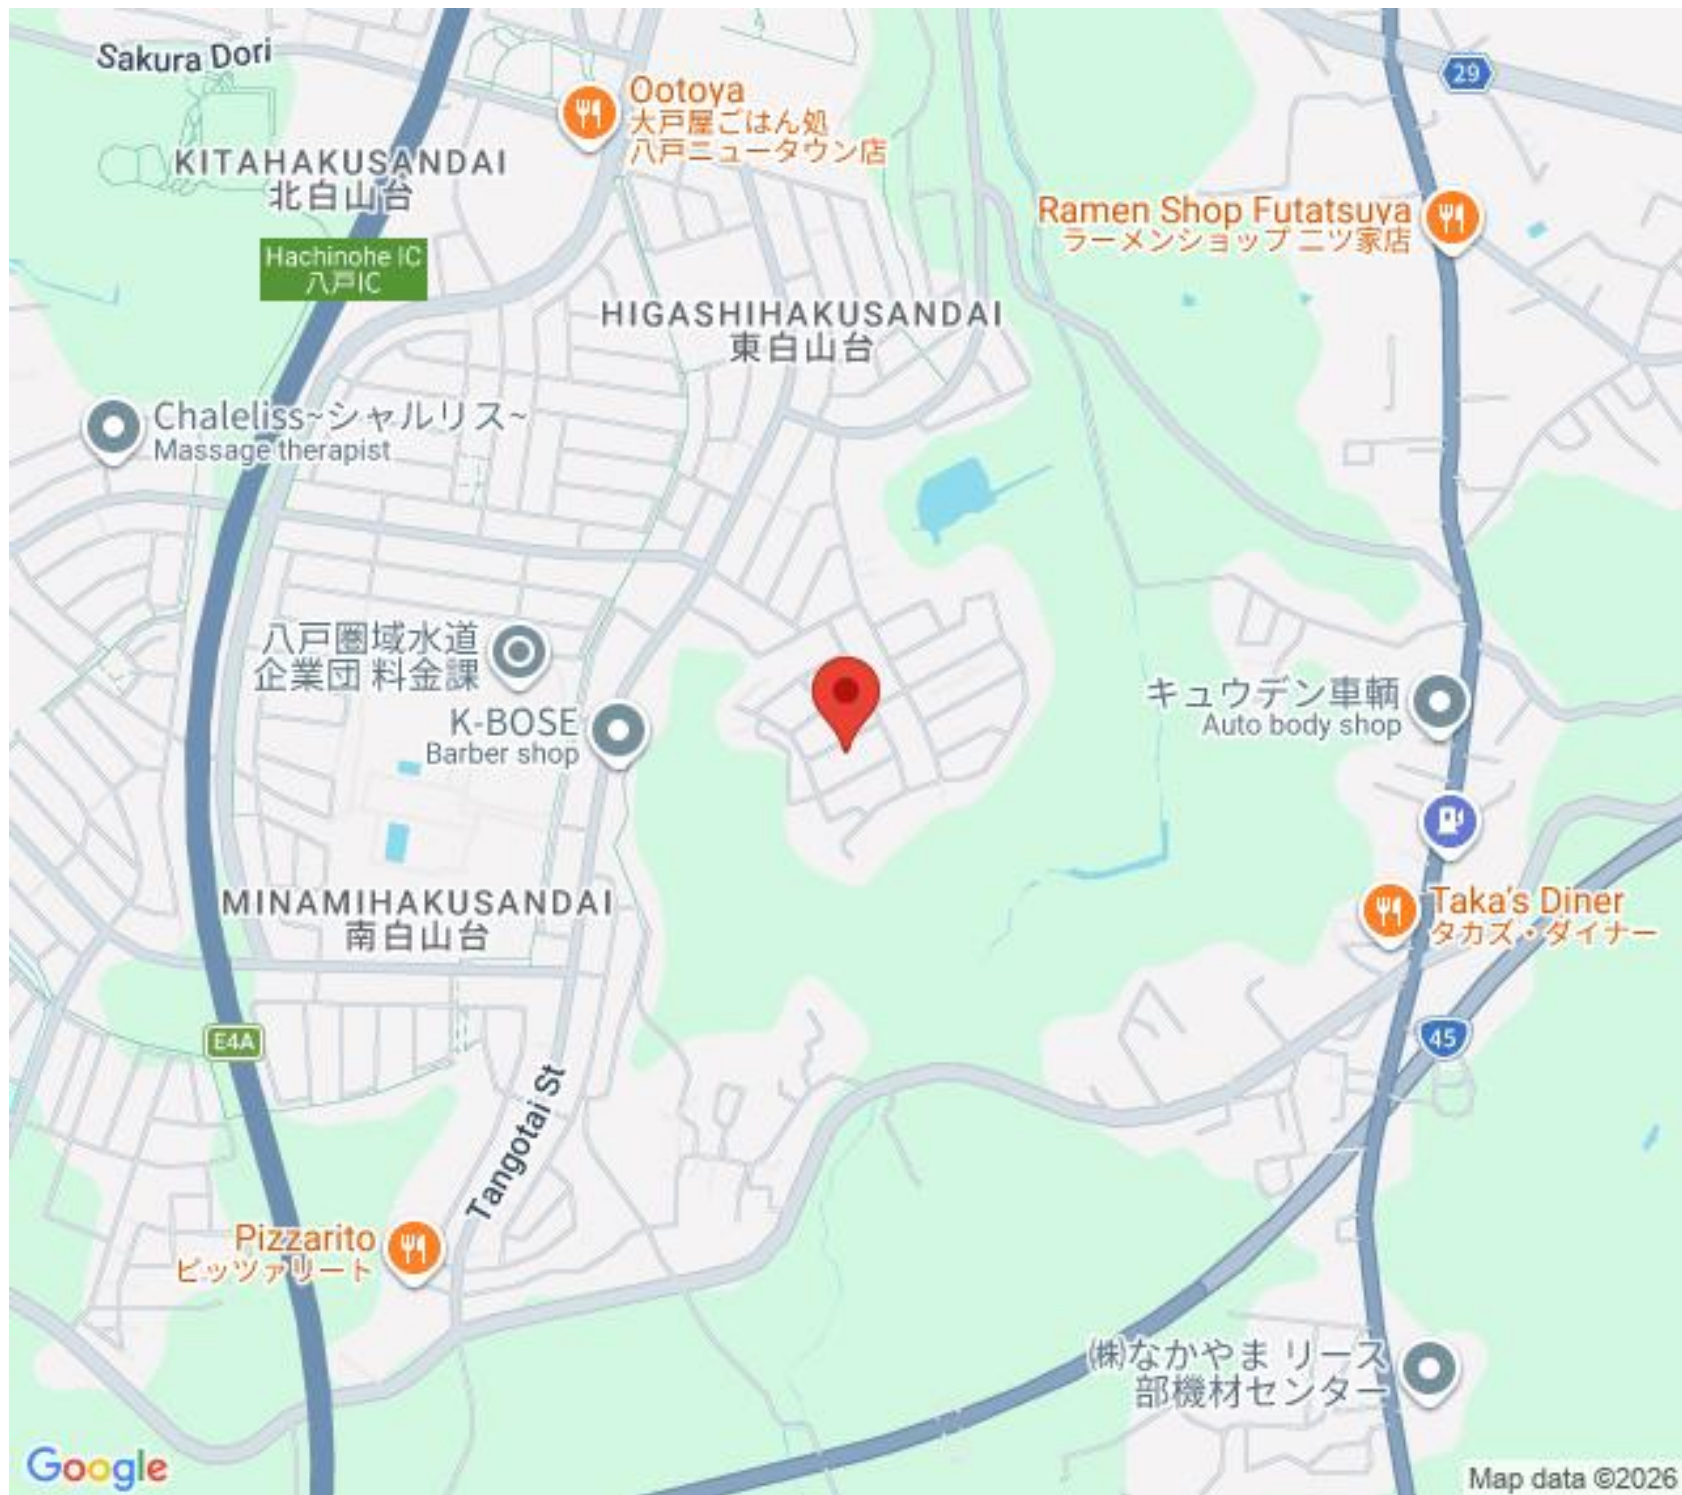 Sakura Dori
Ootoya
大戸屋ごはん処
八戸ニュータウン店
29
KITAHAKUSANDAI
北白山台
Ramen Shop Futatsuya
ラーメンショップ 二ツ家店
Hachinohe IC
八戸IC
HIGASHIHAKUSANDAI
東白山台
Chaleliss~シャルリス~
Massage therapist
八戸圏域水道
企業団 料金課
K-BOSE
Barber shop
キュウデン車輌
Auto body shop
MINAMIHAKUSANDAI
南白山台
Taka's Diner
タカズ・ダイナー
E4A
45
Tangotai St
Pizzarito
ピッツァリート
㈱なかやま リース
部機材センター
Google
Map data ©2026